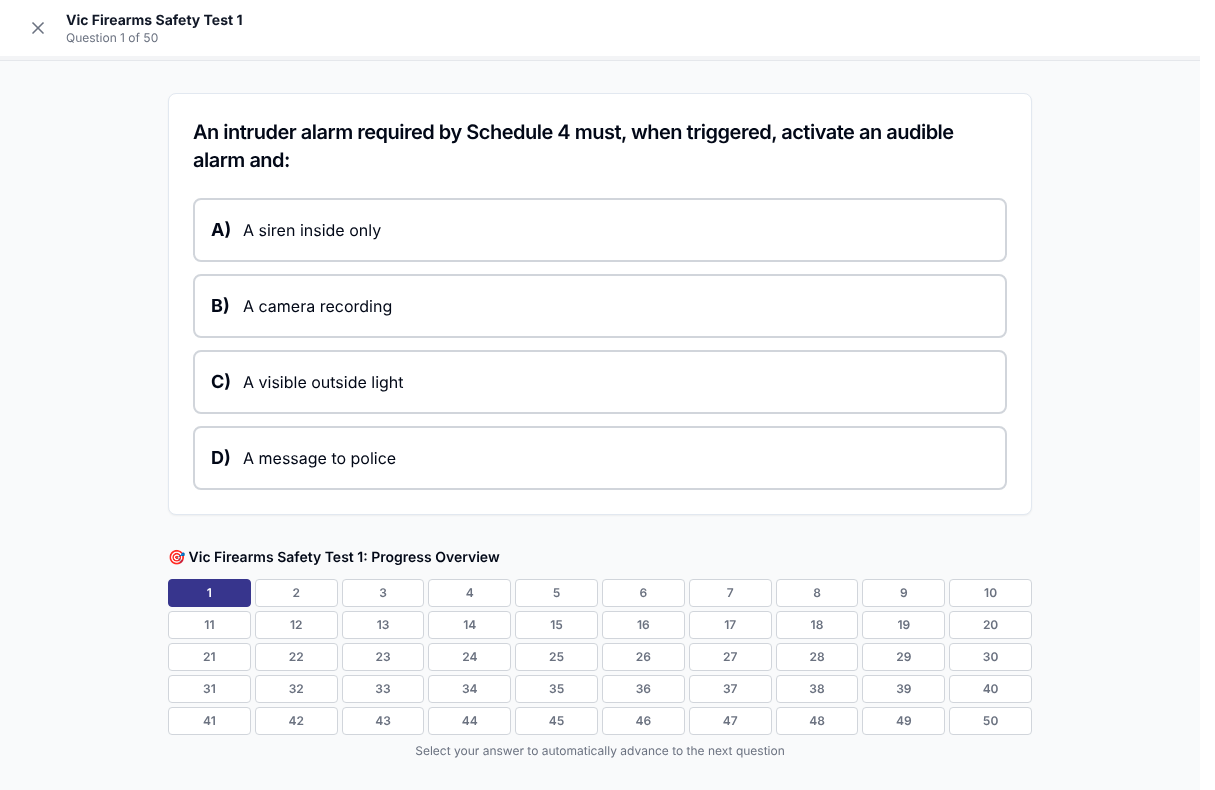 Vic Firearms Safety Test 1
Question 1 of 50
An intruder alarm required by Schedule 4 must, when triggered, activate an audible
alarm and:
A) A siren inside only
B) A camera recording
C) A visible outside light
D) A message to police
🎯 Vic Firearms Safety Test 1: Progress Overview
1 2 3 4 5 6 7 8 9 10
11 12 13 14 15 16 17 18 19 20
21 22 23 24 25 26 27 28 29 30
31 32 33 34 35 36 37 38 39 40
41 42 43 44 45 46 47 48 49 50
Select your answer to automatically advance to the next question